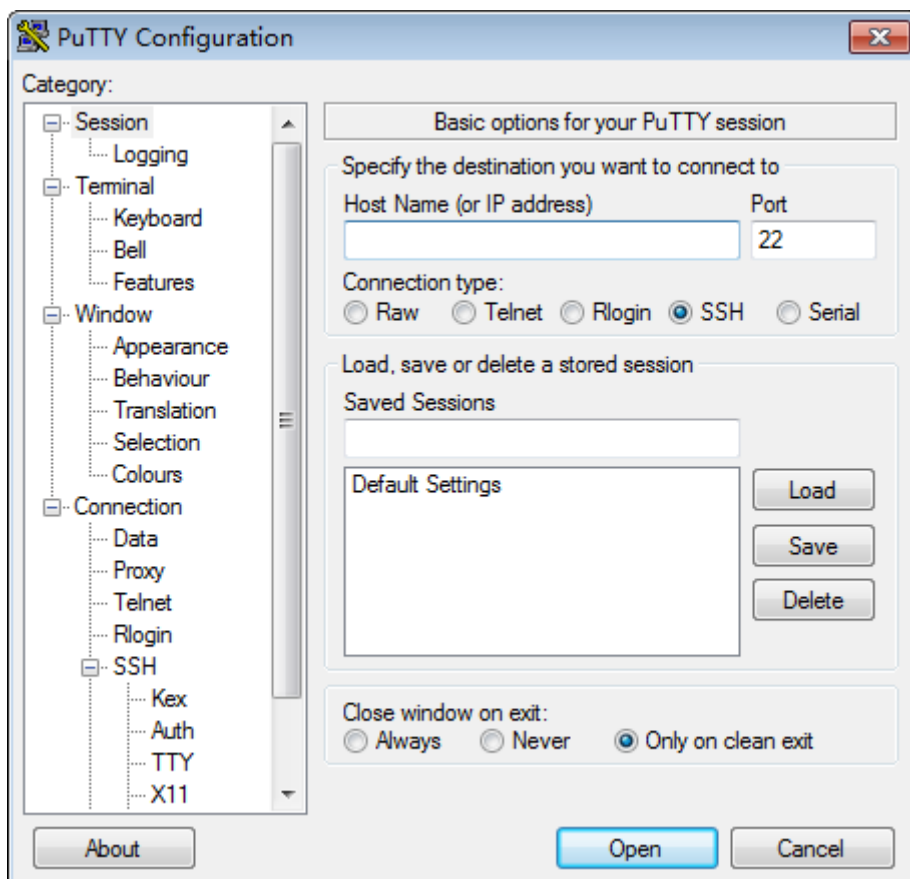 PuTTY Configuration
Category:
Session
Logging
Terminal
Keyboard
Bell
Features
Window
Appearance
Behaviour
Translation
Selection
Colours
Connection
Data
Proxy
Telnet
Rlogin
SSH
Kex
Auth
TTY
X11
Basic options for your PuTTY session
Specify the destination you want to connect to
Host Name (or IP address) Port
22
Connection type:
Raw Telnet Rlogin SSH Serial
Load, save or delete a stored session
Saved Sessions
Default Settings
Load
Save
Delete
Close window on exit:
Always Never Only on clean exit
About Open Cancel